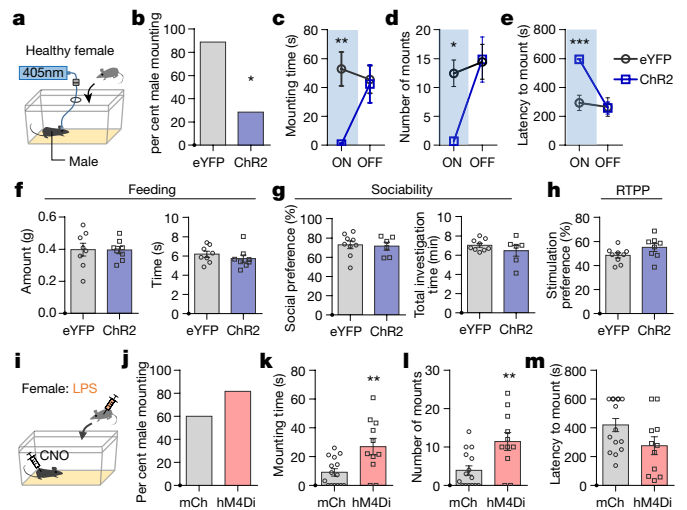 a
Healthy female
405nm
Male
b
per cent male mounting
100
80
60
40
20
0
*
eYFP ChR2
c
Mounting time (s)
80
60
40
20
0
**
ON OFF
d
Number of mounts
20
15
10
5
0
*
ON OFF
e
Latency to mount (s)
800
600
400
200
0
***
ON OFF
eYFP
ChR2
f
Feeding
Amount (g)
0.6
0.4
0.2
0
eYFP ChR2
Time (s)
10
8
6
4
2
0
eYFP ChR2
g
Sociability
Social preference (%)
100
80
60
40
20
0
eYFP ChR2
Total investigation
time (min)
10
8
6
4
2
0
eYFP ChR2
h
RTPP
Stimulation
preference (%)
80
60
40
20
0
eYFP ChR2
i
Female: LPS
CNO
j
Per cent male mounting
100
80
60
40
20
0
mCh hM4Di
k
Mounting time (s)
80
60
40
20
0
**
mCh hM4Di
l
Number of mounts
30
20
10
0
**
mCh hM4Di
m
Latency to mount (s)
800
600
400
200
0
mCh hM4Di